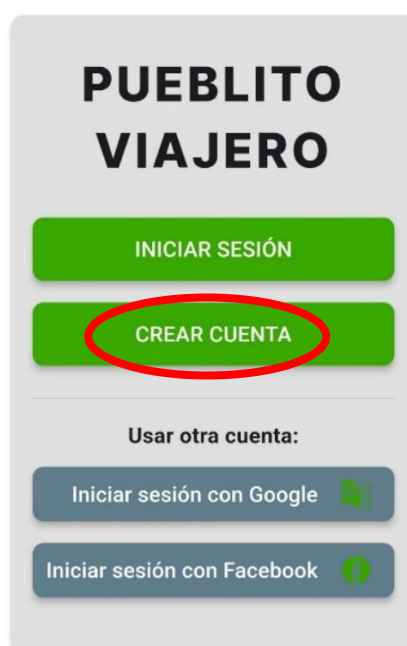 PUEBLITO
VIAJERO
INICIAR SESIÓN
CREAR CUENTA
Usar otra cuenta:
Iniciar sesión con Google
Iniciar sesión con Facebook